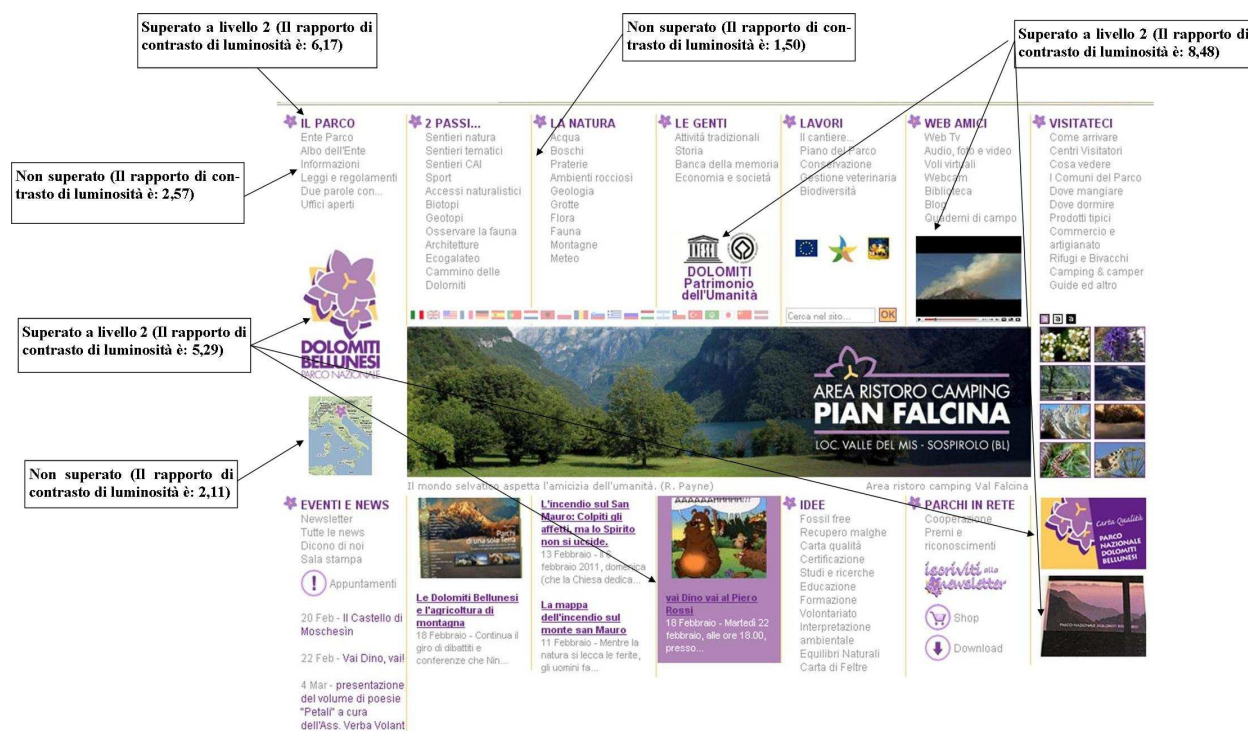 Superato a livello 2 (Il rapporto di
contrasto di luminosità è: 6,17)
Non superato (Il rapporto di con-
trasto di luminosità è: 1,50)
Superato a livello 2 (Il rapporto di
contrasto di luminosità è: 8,48)
Non superato (Il rapporto di con-
trasto di luminosità è: 2,57)
Superato a livello 2 (Il rapporto di
contrasto di luminosità è: 5,29)
Non superato (Il rapporto di
contrasto di luminosità è: 2,11)
IL PARCO
Ente Parco
Albo dell'Ente
Informazioni
Leggi e regolamenti
Due parole con...
Uffici aperti
2 PASSI...
Sentieri natura
Sentieri tematici
Sentieri CAI
Sport
Accessi naturalistici
Biotopi
Geotopi
Osservare la fauna
Architetture
Ecogalateo
Cammino delle
Dolomiti
LA NATURA
Acqua
Boschi
Praterie
Ambienti rocciosi
Geologia
Grotte
Flora
Fauna
Montagne
Meteo
LE GENTI
Attività tradizionali
Storia
Banca della memoria
Economia e società
DOLOMITI
Patrimonio
dell'Umanità
LAVORI
Il cantiere...
Piano del Parco
Conservazione
Gestione veterinaria
Biodiversità
Cerca nel sito...
OK
WEB AMICI
Web Tv
Audio, foto e video
Voli virtuali
Webcam
Biblioteca
Blog
Quaderni di campo
VISITATECI
Come arrivare
Centri Visitatori
Cosa vedere
I Comuni del Parco
Dove mangiare
Dove dormire
Prodotti tipici
Commercio e
artigianato
Rifugi e Bivacchi
Camping & camper
Guide ed altro
a a a
DOLOMITI
BELLUNESI
PARCO NAZIONALE
AREA RISTORO CAMPING
PIAN FALCINA
LOC. VALLE DEL MIS - SOSPIROLO (BL)
Il mondo selvatico aspetta l'amicizia dell'umanità. (R. Payne)
Area ristoro camping Val Falcina
EVENTI E NEWS
Newsletter
Tutte le news
Dicono di noi
Sala stampa
! Appuntamenti
20 Feb - Il Castello di
Moschesìn
22 Feb - Vai Dino, vai!
4 Mar - presentazione
del volume di poesie
"Petali" a cura
dell'Ass. Verba Volant
Parchi
di una sola Terra
Le Dolomiti Bellunesi
e l'agricoltura di
montagna
18 Febbraio - Continua il
giro di dibattiti e
conferenze che Nin...
L'incendio sul San
Mauro: Colpiti gli
affetti, ma lo Spirito
non si uccide.
13 Febbraio - Il 6
febbraio 2011, domenica
(che la Chiesa dedica...
La mappa
dell'incendio sul
monte san Mauro
11 Febbraio - Mentre la
natura si lecca le ferite,
gli uomini fa...
vai Dino vai al Piero
Rossi
18 Febbraio - Martedì 22
febbraio, alle ore 18.00,
presso...
IDEE
Fossil free
Recupero malghe
Carta qualità
Certificazione
Studi e ricerche
Educazione
Formazione
Volontariato
Interpretazione
ambientale
Equilibri Naturali
Carta di Feltre
PARCHI IN RETE
Cooperazione
Premi e
riconoscimenti
iscriviti alla
newsletter
Shop
Download
Carta Qualità
PARCO
NAZIONALE
DOLOMITI
BELLUNESI
PARCO NAZIONALE DOLOMITI BELLUNESI